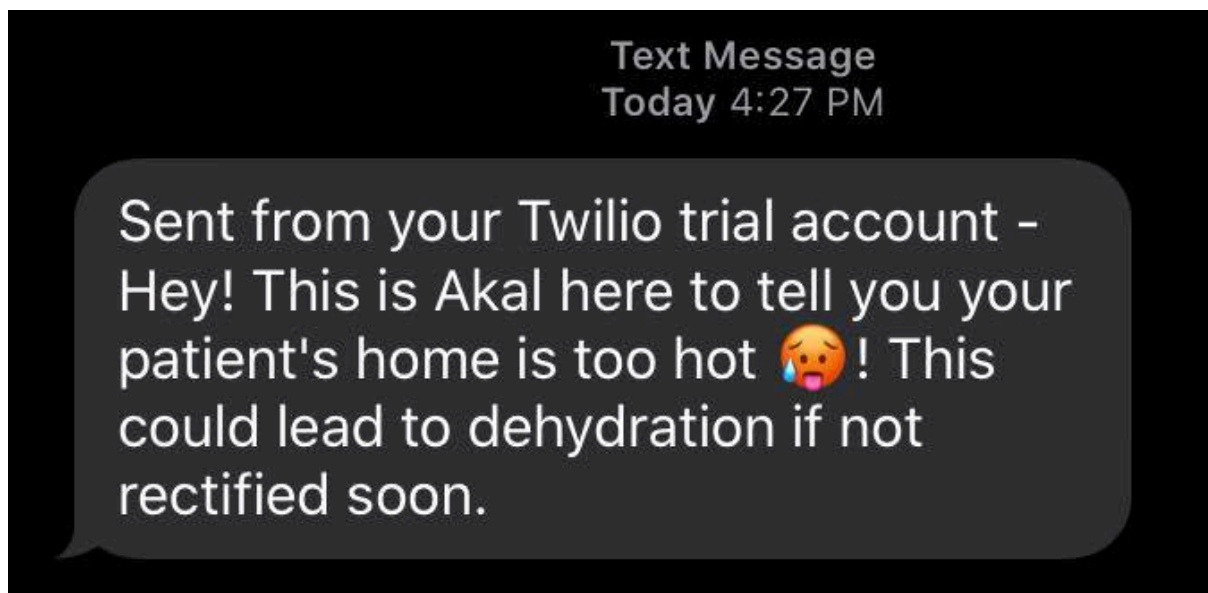 Text Message
Today 4:27 PM
Sent from your Twilio trial account -
Hey! This is Akal here to tell you your
patient's home is too hot 🥵! This
could lead to dehydration if not
rectified soon.